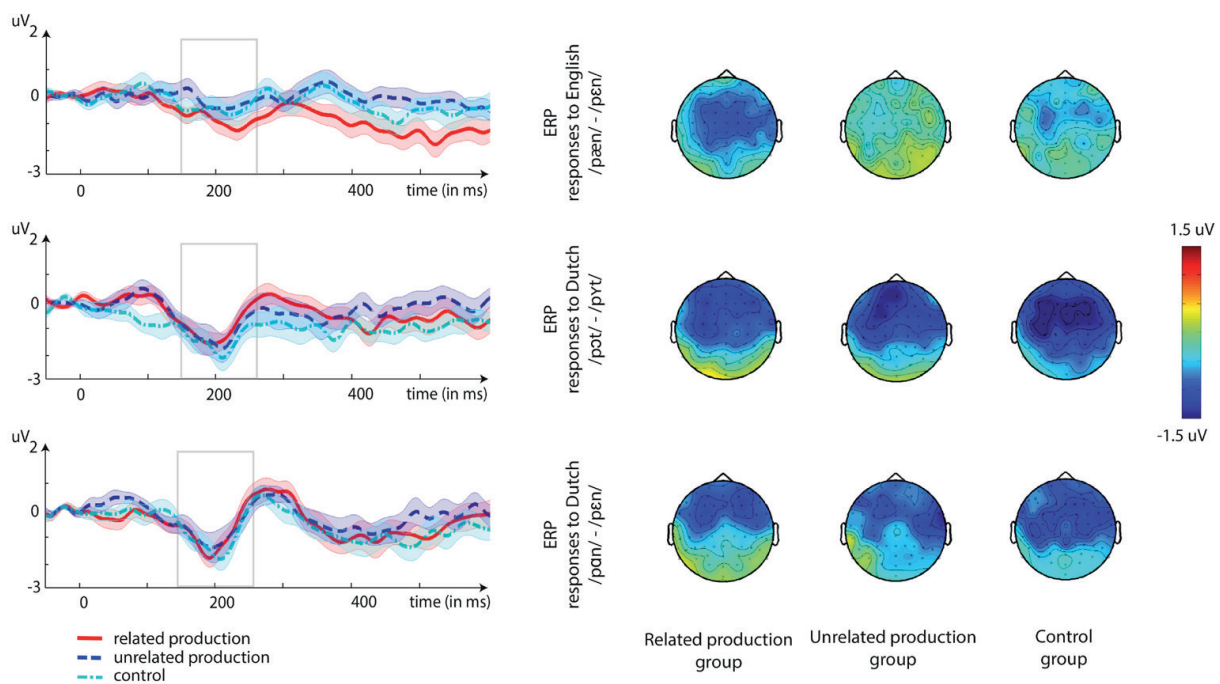 uV
2
0
-3
0
200
400
time (in ms)
ERP
responses to English
/pæn/ - /pɛn/
uV
2
0
-3
0
200
400
time (in ms)
ERP
responses to Dutch
/pɔt/ - /pʏt/
1.5 uV
-1.5 uV
uV
2
0
-3
0
200
400
time (in ms)
ERP
responses to Dutch
/pɑn/ - /pɛn/
related production
unrelated production
control
Related production
group
Unrelated production
group
Control
group